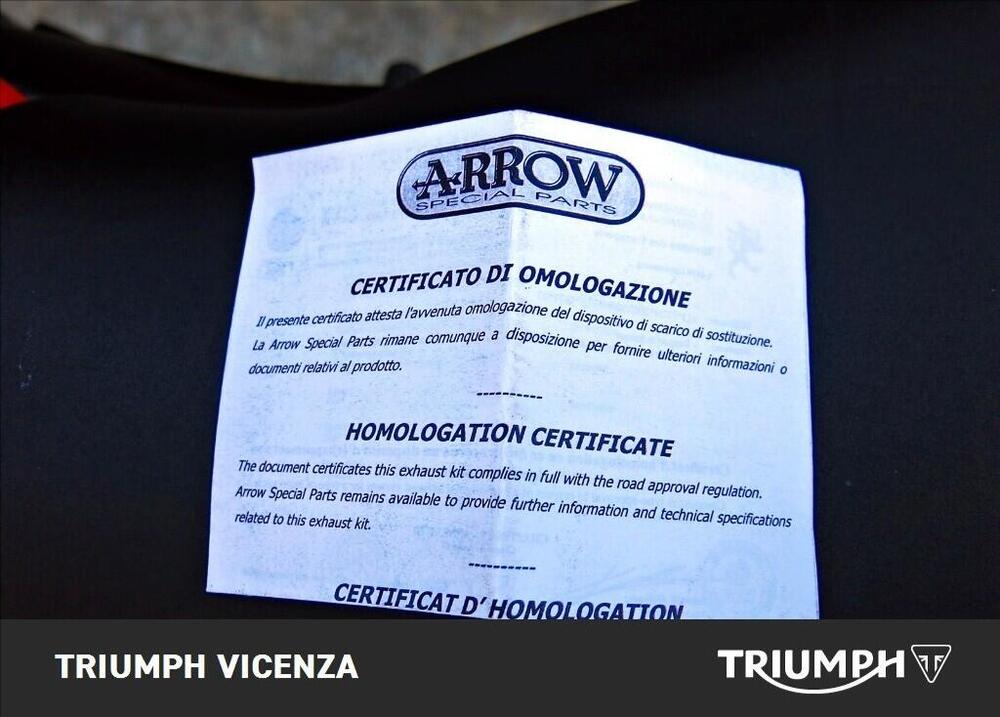 ARROW
SPECIAL PARTS
CERTIFICATO DI OMOLOGAZIONE
Il presente certificato attesta l'avvenuta omologazione del dispositivo di scarico di sostituzione.
La Arrow Special Parts rimane comunque a disposizione per fornire ulteriori informazioni o
documenti relativi al prodotto.
----------
HOMOLOGATION CERTIFICATE
The document certificates this exhaust kit complies in full with the road approval regulation.
Arrow Special Parts remains available to provide further information and technical specifications
related to this exhaust kit.
----------
CERTIFICAT D' HOMOLOGATION
TRIUMPH VICENZA
TRIUMPH